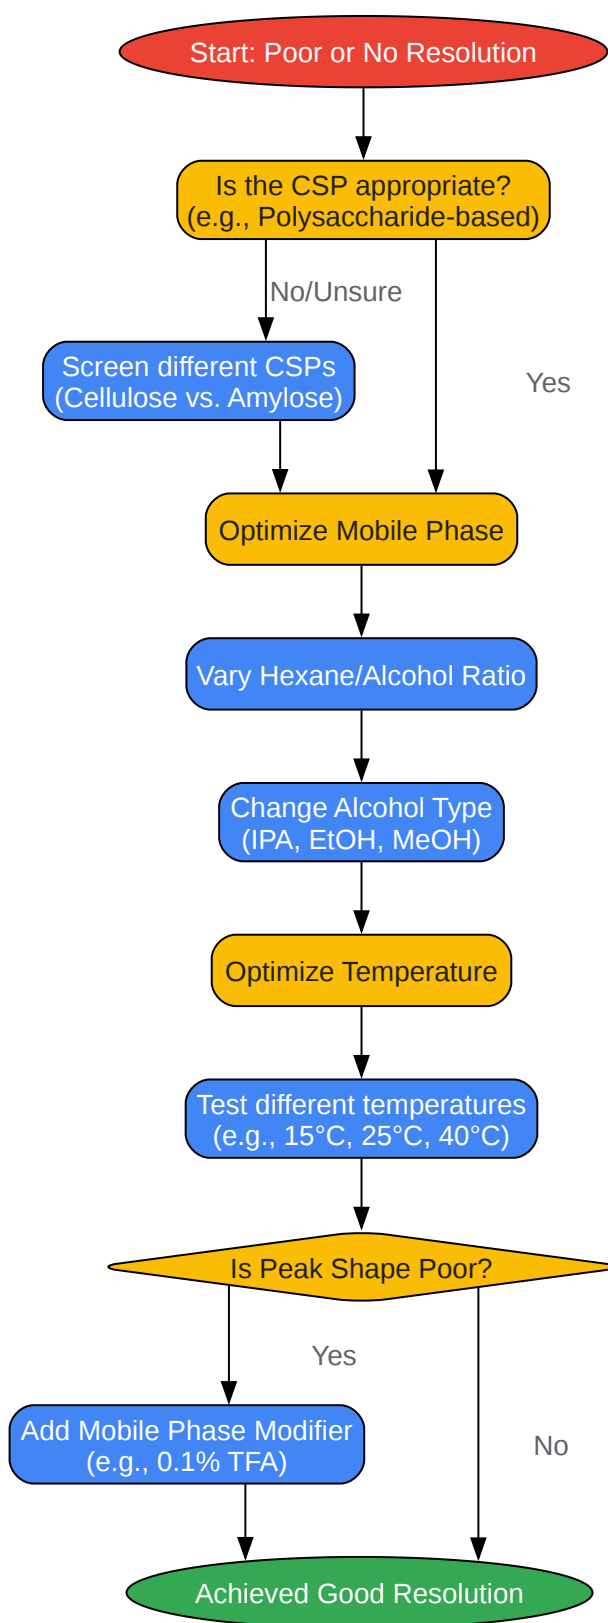 Start: Poor or No Resolution
Is the CSP appropriate?
(e.g., Polysaccharide-based)
No/Unsure
Screen different CSPs
(Cellulose vs. Amylose)
Yes
Optimize Mobile Phase
Vary Hexane/Alcohol Ratio
Change Alcohol Type
(IPA, EtOH, MeOH)
Optimize Temperature
Test different temperatures
(e.g., 15°C, 25°C, 40°C)
Is Peak Shape Poor?
Yes
Add Mobile Phase Modifier
(e.g., 0.1% TFA)
No
Achieved Good Resolution